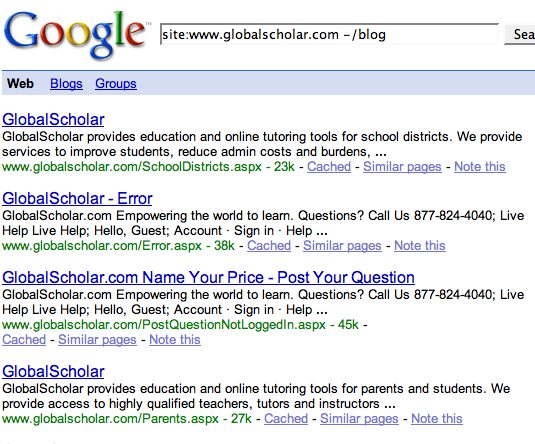 Google™
site:www.globalscholar.com -/blog
Sea
Web Blogs Groups
GlobalScholar
GlobalScholar provides education and online tutoring tools for school districts. We provide
services to improve students, reduce admin costs and burdens, ...
www.globalscholar.com/SchoolDistricts.aspx - 23k - Cached - Similar pages - Note this
GlobalScholar - Error
GlobalScholar.com Empowering the world to learn. Questions? Call Us 877-824-4040; Live
Help Live Help; Hello, Guest; Account · Sign in · Help ...
www.globalscholar.com/Error.aspx - 38k - Cached - Similar pages - Note this
GlobalScholar.com Name Your Price - Post Your Question
GlobalScholar.com Empowering the world to learn. Questions? Call Us 877-824-4040; Live
Help Live Help; Hello, Guest; Account · Sign in · Help ...
www.globalscholar.com/PostQuestionNotLoggedIn.aspx - 45k -
Cached - Similar pages - Note this
GlobalScholar
GlobalScholar provides education and online tutoring tools for parents and students. We
provide access to highly qualified teachers, tutors and instructors ...
www.globalscholar.com/Parents.aspx - 27k - Cached - Similar pages - Note this